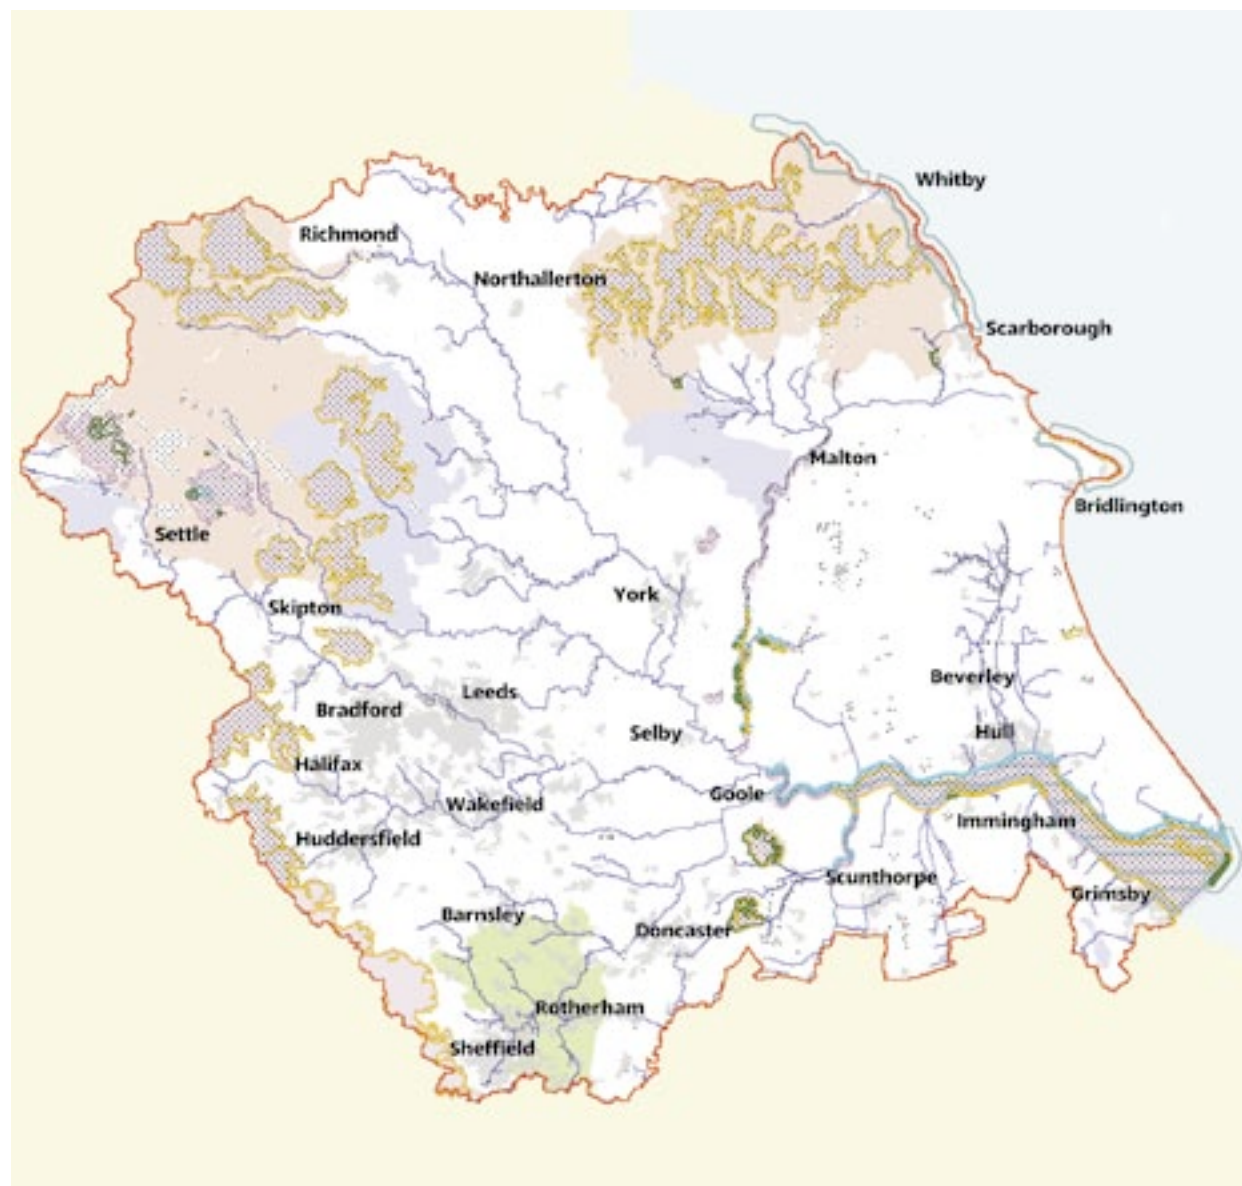 Whitby
Richmond
Northallerton
Scarborough
Malton
Bridlington
Settle
York
Skipton
Beverley
Leeds
Bradford
Selby
Hull
Halifax
Goole
Wakefield
Immingham
Huddersfield
Scunthorpe
Grimsby
Barnsley
Doncaster
Rotherham
Sheffield